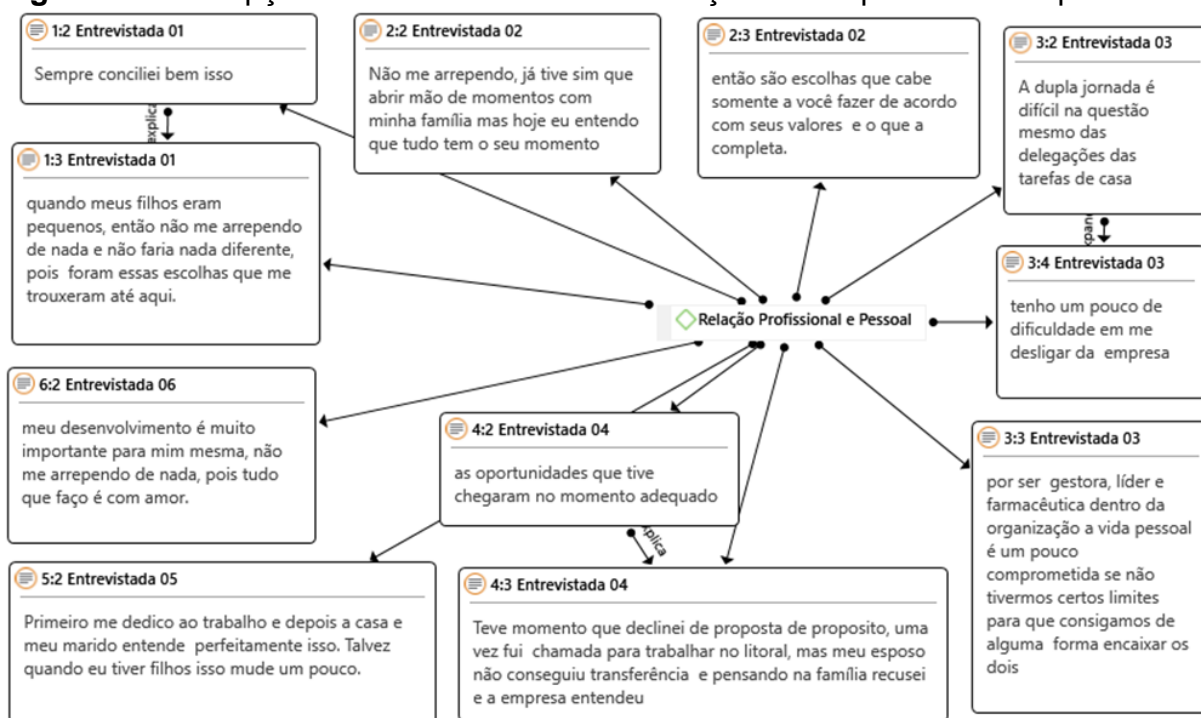 1:2 Entrevistada 01
Sempre conciliei bem isso
explica
1:3 Entrevistada 01
quando meus filhos eram
pequenos, então não me arrependo
de nada e não faria nada diferente,
pois foram essas escolhas que me
trouxeram até aqui.
2:2 Entrevistada 02
Não me arrependo, já tive sim que
abrir mão de momentos com
minha família mas hoje eu entendo
que tudo tem o seu momento
2:3 Entrevistada 02
então são escolhas que cabe
somente a você fazer de acordo
com seus valores e o que a
completa.
3:2 Entrevistada 03
A dupla jornada é
difícil na questão
mesmo das
delegações das
tarefas de casa
3:4 Entrevistada 03
tenho um pouco de
dificuldade em me
desligar da empresa
Relação Profissional e Pessoal
6:2 Entrevistada 06
meu desenvolvimento é muito
importante para mim mesma, não
me arrependo de nada, pois tudo
que faço é com amor.
4:2 Entrevistada 04
as oportunidades que tive
chegaram no momento adequado
3:3 Entrevistada 03
por ser gestora, líder e
farmacêutica dentro da
organização a vida pessoal
é um pouco
comprometida se não
tivermos certos limites
para que consigamos de
alguma forma encaixar os
dois
5:2 Entrevistada 05
Primeiro me dedico ao trabalho e depois a casa e
meu marido entende perfeitamente isso. Talvez
quando eu tiver filhos isso mude um pouco.
4:3 Entrevistada 04
Teve momento que declinei de proposta de proposito, uma
vez fui chamada para trabalhar no litoral, mas meu esposo
não conseguiu transferência e pensando na família recusei
e a empresa entendeu